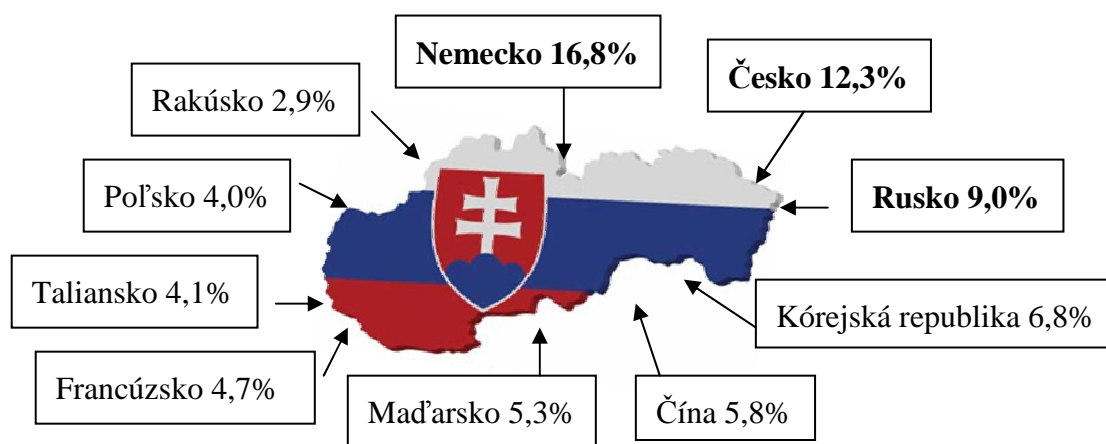 Nemecko 16,8%
Česko 12,3%
Rakúsko 2,9%
Poľsko 4,0%
Rusko 9,0%
Taliansko 4,1%
Kórejská republika 6,8%
Francúzsko 4,7%
Maďarsko 5,3%
Čína 5,8%